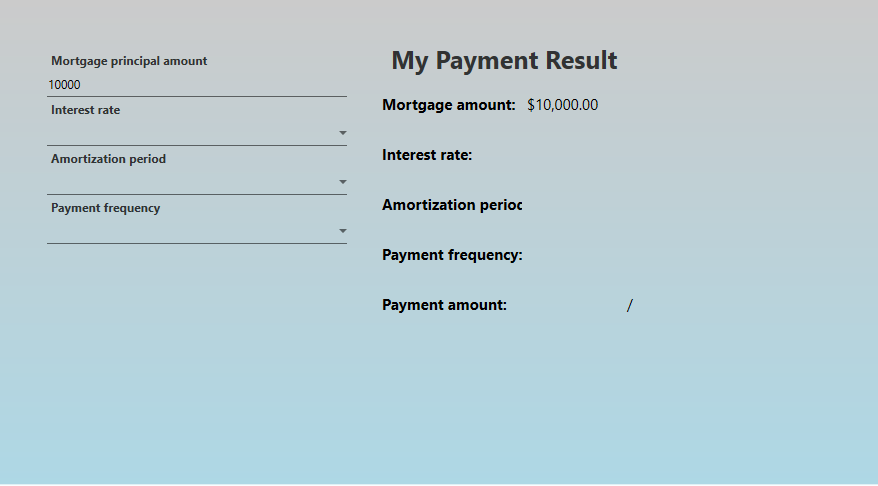 Mortgage principal amount
10000
Interest rate
Amortization period
Payment frequency
My Payment Result
Mortgage amount: $10,000.00
Interest rate:
Amortization perioc
Payment frequency:
Payment amount: /